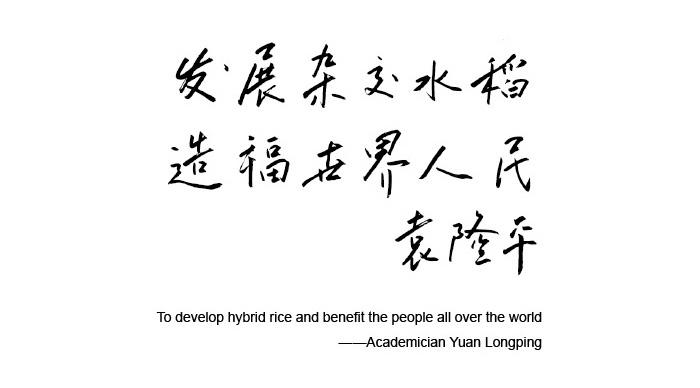 发展杂交水稻
造福世界人民
袁隆平
To develop hybrid rice and benefit the people all over the world
——Academician Yuan Longping